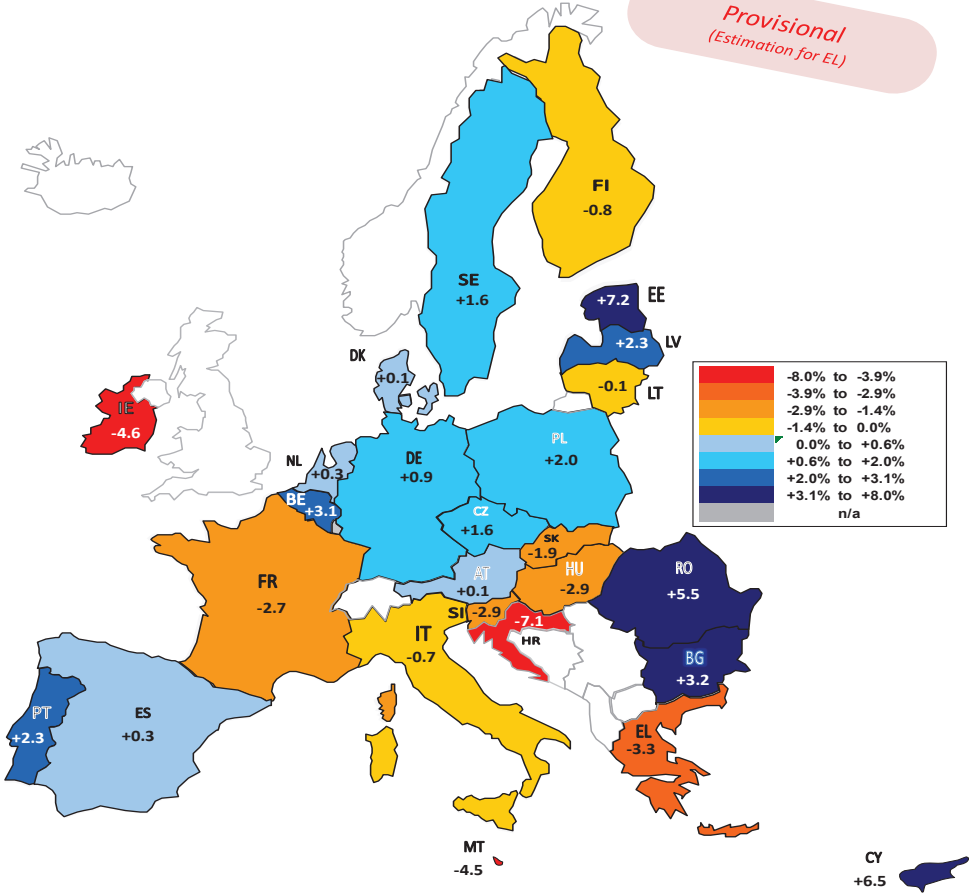 Provisional
(Estimation for EL)
FI
-0.8
SE
+1.6
EE
+7.2
LV
+2.3
LT
-0.1
DK
+0.1
IE
-4.6
-8.0% to -3.9%
-3.9% to -2.9%
-2.9% to -1.4%
-1.4% to 0.0%
0.0% to +0.6%
+0.6% to +2.0%
+2.0% to +3.1%
+3.1% to +8.0%
n/a
NL
+0.3
DE
+0.9
PL
+2.0
BE
+3.1
CZ
+1.6
SK
-1.9
AT
+0.1
HU
-2.9
RO
+5.5
FR
-2.7
SI
-2.9
-7.1
HR
IT
-0.7
BG
+3.2
PT
+2.3
ES
+0.3
EL
-3.3
MT
-4.5
CY
+6.5